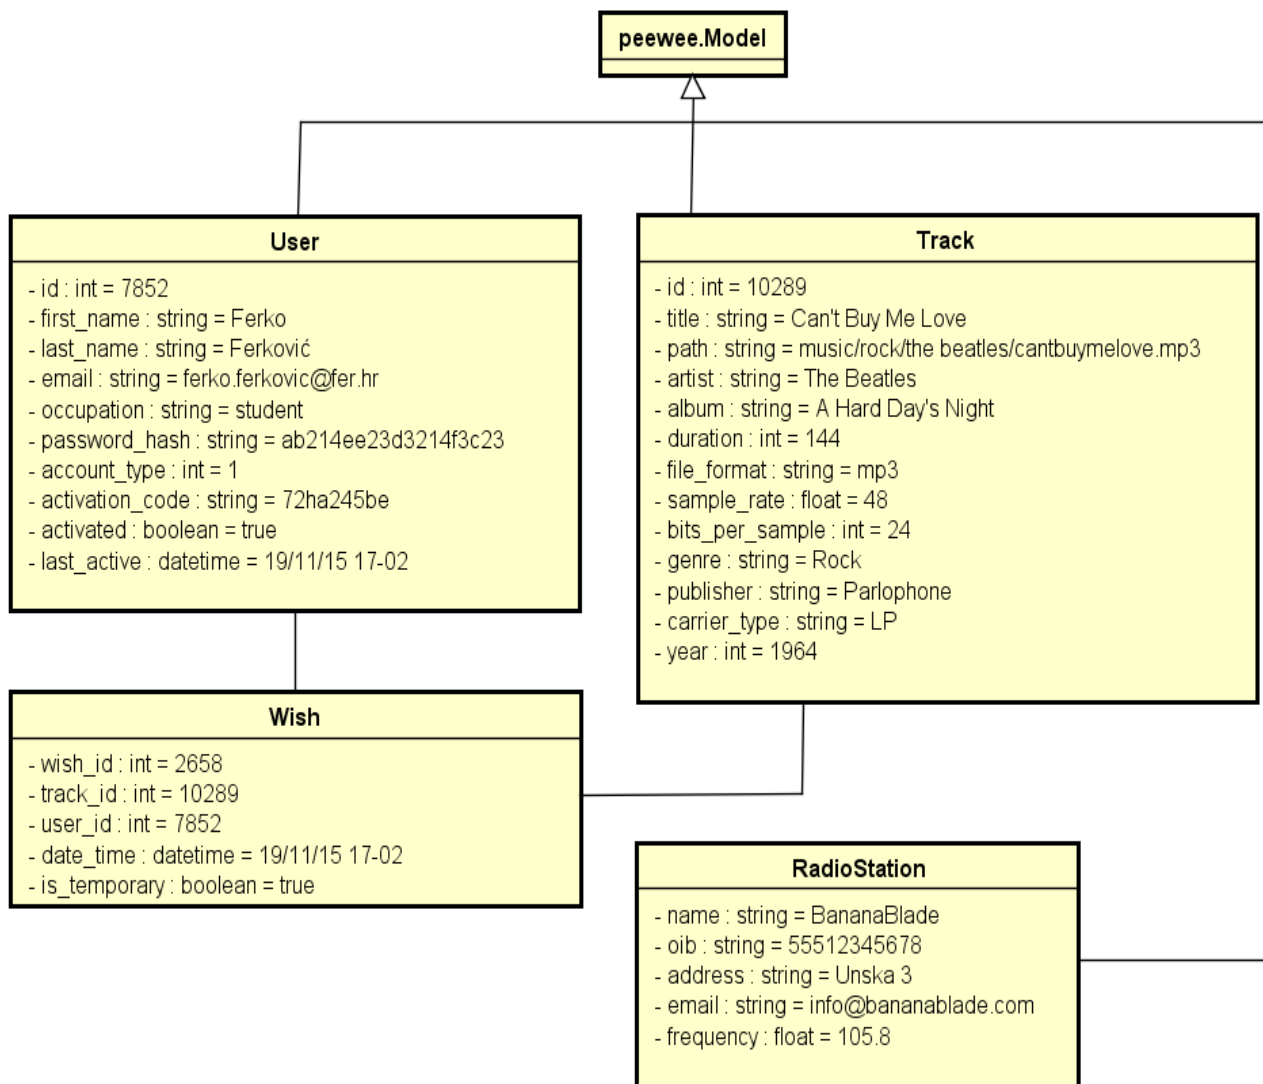 peewee.Model
User
- id : int = 7852
- first_name : string = Ferko
- last_name : string = Ferković
- email : string = ferko.ferkovic@fer.hr
- occupation : string = student
- password_hash : string = ab214ee23d3214f3c23
- account_type : int = 1
- activation_code : string = 72ha245be
- activated : boolean = true
- last_active : datetime = 19/11/15 17-02
Track
- id : int = 10289
- title : string = Can't Buy Me Love
- path : string = music/rock/the beatles/cantbuymelove.mp3
- artist : string = The Beatles
- album : string = A Hard Day's Night
- duration : int = 144
- file_format : string = mp3
- sample_rate : float = 48
- bits_per_sample : int = 24
- genre : string = Rock
- publisher : string = Parlophone
- carrier_type : string = LP
- year : int = 1964
Wish
- wish_id : int = 2658
- track_id : int = 10289
- user_id : int = 7852
- date_time : datetime = 19/11/15 17-02
- is_temporary : boolean = true
RadioStation
- name : string = BananaBlade
- oib : string = 55512345678
- address : string = Unska 3
- email : string = info@bananablade.com
- frequency : float = 105.8